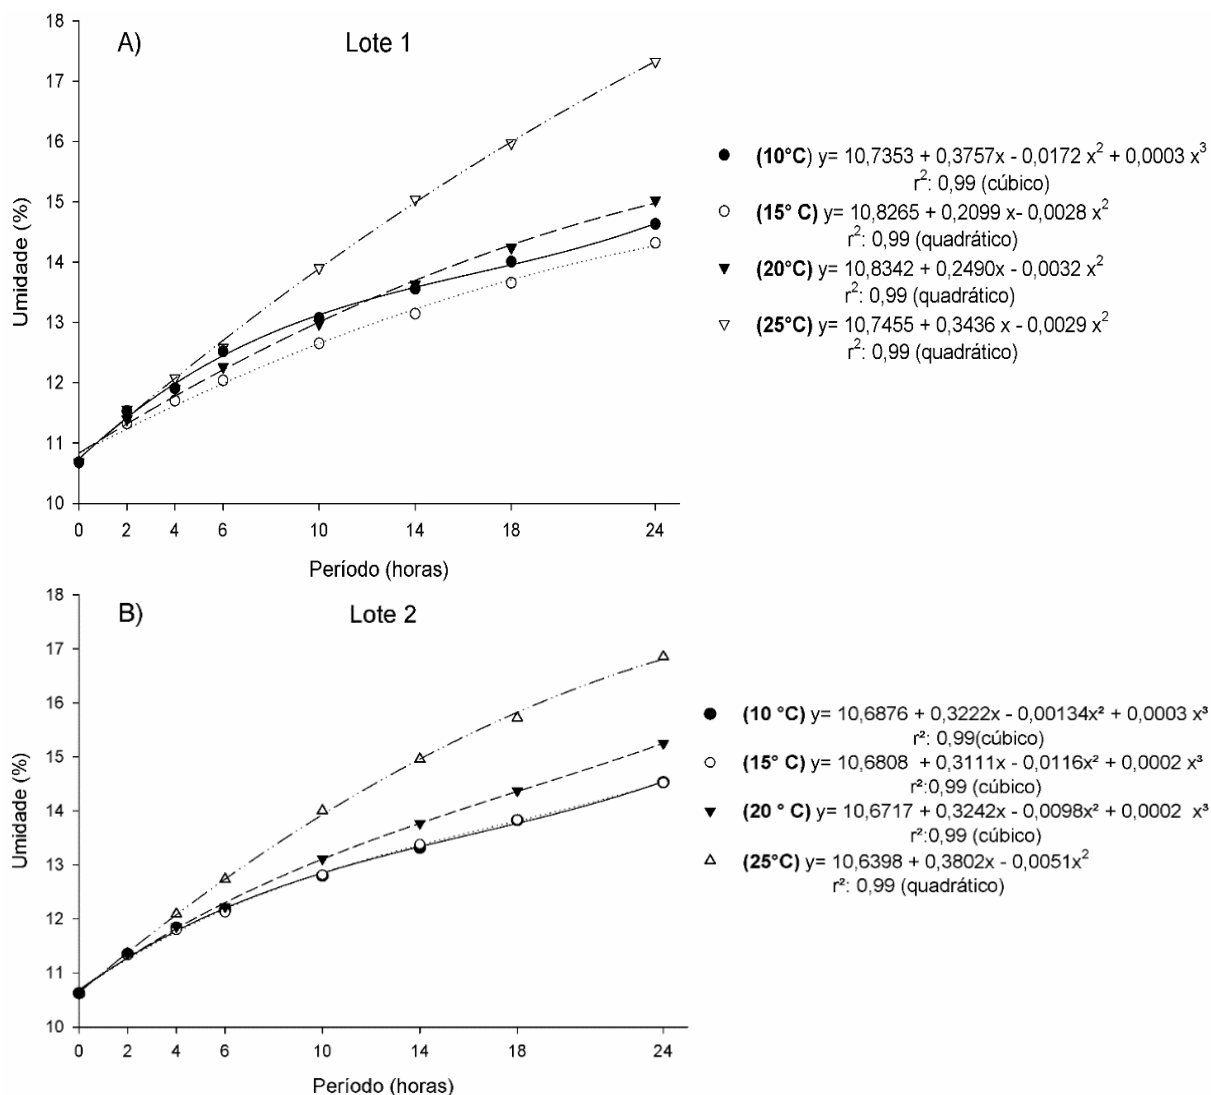 A)
Lote 1
18
17
16
15
14
13
12
11
10
Umidade (%)
0 2 4 6 10 14 18 24
Período (horas)
(10°C) y= 10,7353 + 0,3757x - 0,0172 x² + 0,0003 x³
r²: 0,99 (cúbico)
(15° C) y= 10,8265 + 0,2099 x- 0,0028 x²
r²: 0,99 (quadrático)
(20°C) y= 10,8342 + 0,2490x - 0,0032 x²
r²: 0,99 (quadrático)
(25°C) y= 10,7455 + 0,3436 x - 0,0029 x²
r²: 0,99 (quadrático)
B)
Lote 2
18
17
16
15
14
13
12
11
10
Umidade (%)
0 2 4 6 10 14 18 24
Período (horas)
(10 °C) y= 10,6876 + 0,3222x - 0,00134x² + 0,0003 x³
r²: 0,99(cúbico)
(15° C) y= 10,6808 + 0,3111x - 0,0116x² + 0,0002 x³
r²:0,99 (cúbico)
(20 ° C) y= 10,6717 + 0,3242x - 0,0098x² + 0,0002 x³
r²:0,99 (cúbico)
(25°C) y= 10,6398 + 0,3802x - 0,0051x²
r²: 0,99 (quadrático)